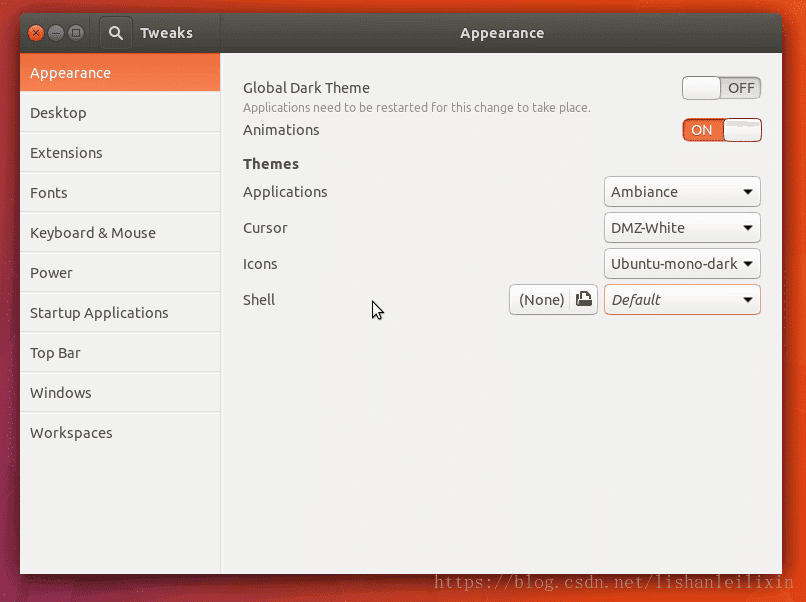 Tweaks
Appearance
Appearance
Desktop
Extensions
Fonts
Keyboard & Mouse
Power
Startup Applications
Top Bar
Windows
Workspaces
Global Dark Theme OFF
Applications need to be restarted for this change to take place.
Animations ON
Themes
Applications Ambiance
Cursor DMZ-White
Icons Ubuntu-mono-dark
Shell (None) Default
https://blog.csdn.net/lishanleilixin